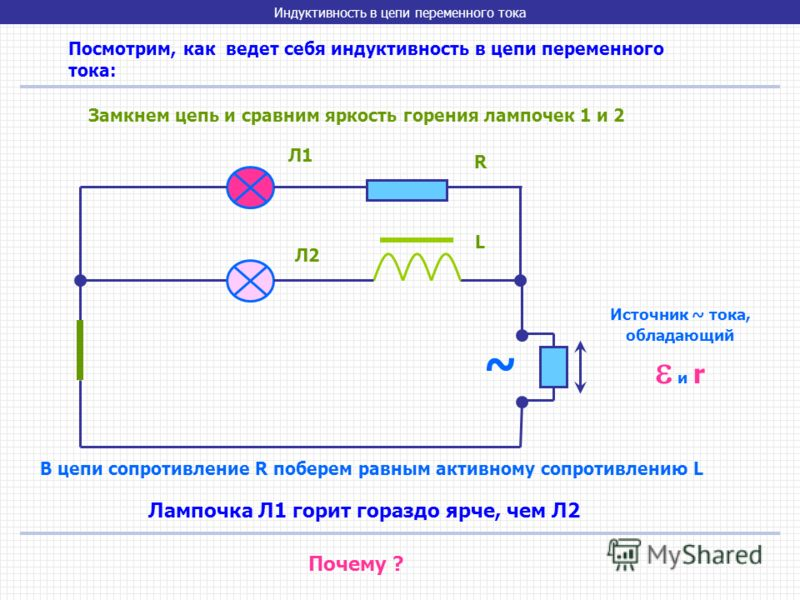 Индуктивность в цепи переменного тока
Посмотрим, как ведет себя индуктивность в цепи переменного
тока:
Замкнем цепь и сравним яркость горения лампочек 1 и 2
Л1
R
Л2
L
Источник ~ тока,
обладающий
~
ℰ и r
В цепи сопротивление R поберем равным активному сопротивлению L
Лампочка Л1 горит гораздо ярче, чем Л2
Почему ?
MyShared